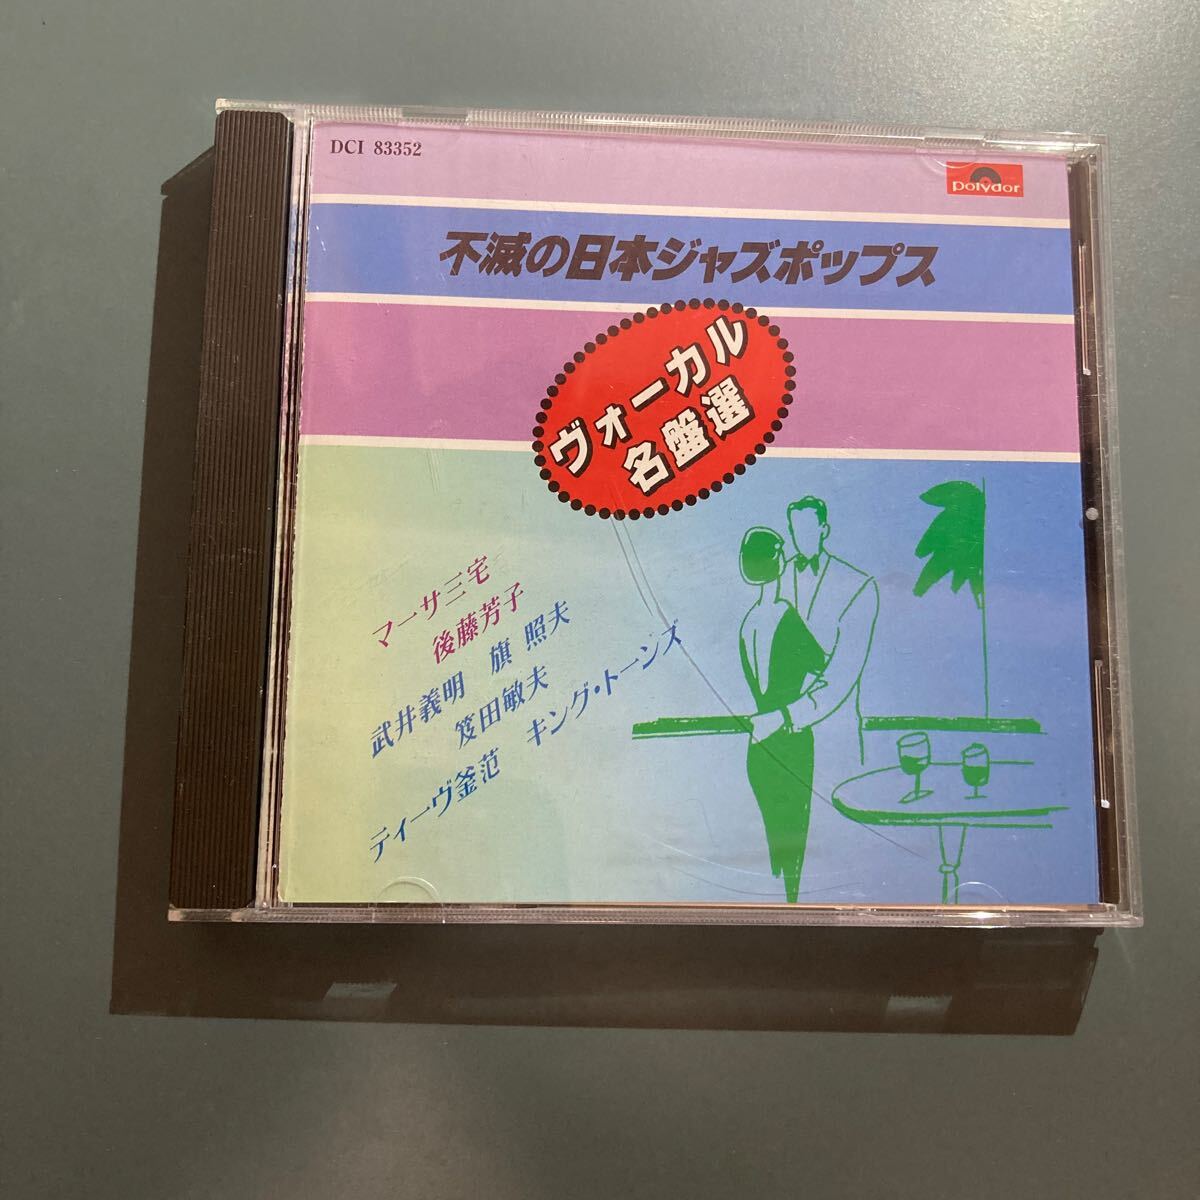 DCI 83352
polydor
不滅の日本ジャズポップス
ヴォーカル
名盤選
マーサ三宅
後藤芳子
武井義明 旗 照夫
笈田敏夫
ティーヴ釜范 キング・トーンズ